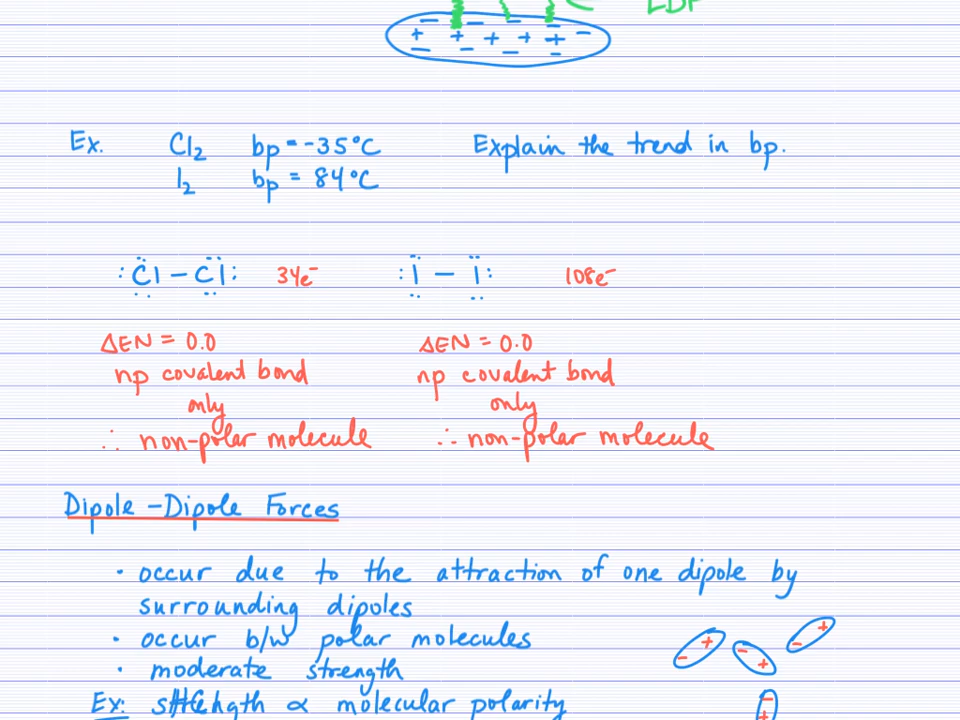 LDF
Ex. Cl2 bp = -35°C Explain the trend in bp.
I2 bp = 84°C
:Cl – Cl: 34e⁻ :I – I: 108e⁻
ΔEN = 0.0 ΔEN = 0.0
np covalent bond np covalent bond
only only
∴ non-polar molecule ∴ non-polar molecule
Dipole-Dipole Forces
• occur due to the attraction of one dipole by
surrounding dipoles
• occur b/w polar molecules
• moderate strength
Ex: ∝ molecular polarity